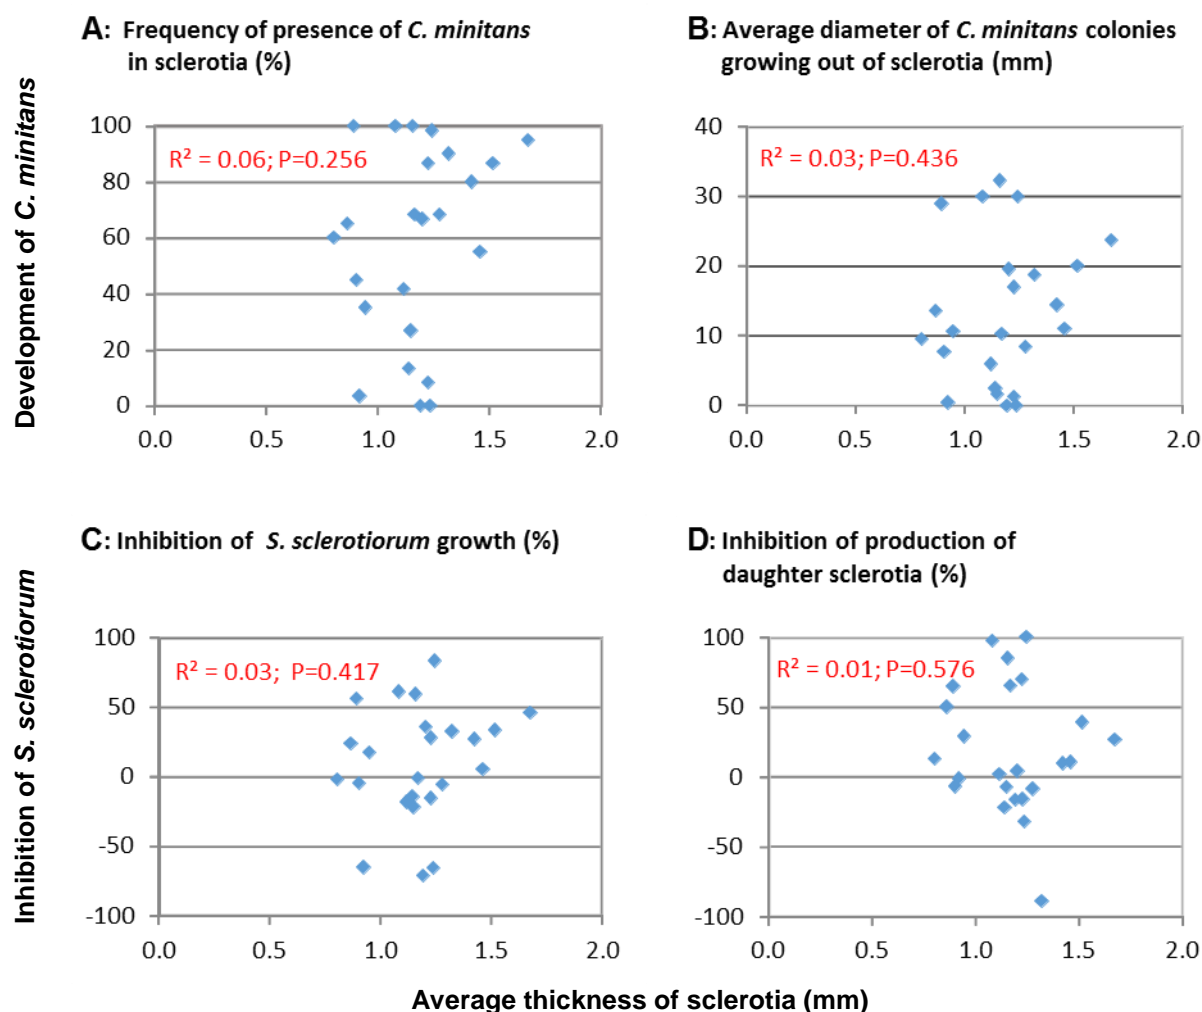 A: Frequency of presence of C. minitans
in sclerotia (%)
B: Average diameter of C. minitans colonies
growing out of sclerotia (mm)
Development of C. minitans
100
80
60
40
20
0
R² = 0.06; P=0.256
0.0 0.5 1.0 1.5 2.0
40
30
20
10
0
R² = 0.03; P=0.436
0.0 0.5 1.0 1.5 2.0
C: Inhibition of S. sclerotiorum growth (%)
D: Inhibition of production of
daughter sclerotia (%)
Inhibition of S. sclerotiorum
100
50
0
-50
-100
R² = 0.03; P=0.417
0.0 0.5 1.0 1.5 2.0
100
50
0
-50
-100
R² = 0.01; P=0.576
0.0 0.5 1.0 1.5 2.0
Average thickness of sclerotia (mm)